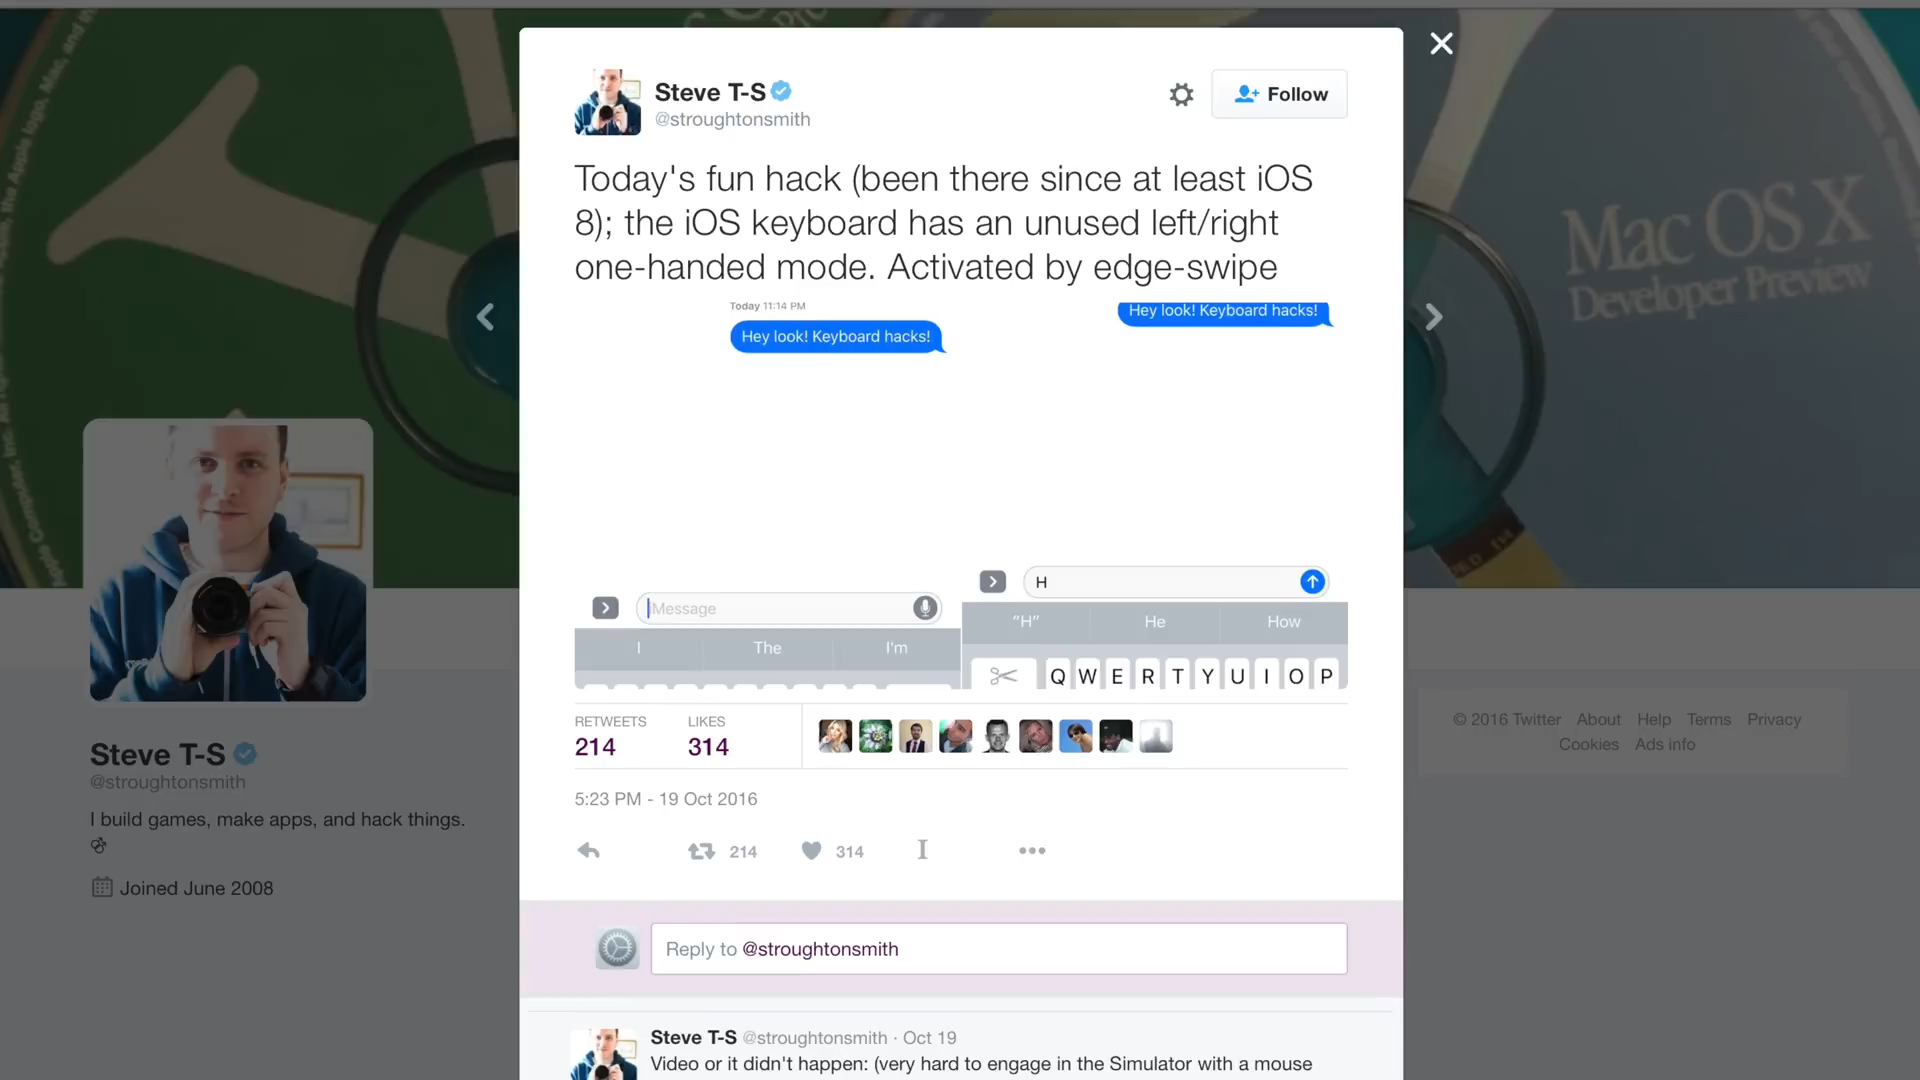 Steve T-S
@stroughtonsmith
Follow
Today's fun hack (been there since at least iOS
8); the iOS keyboard has an unused left/right
one-handed mode. Activated by edge-swipe
Today 11:14 PM
Hey look! Keyboard hacks!
Hey look! Keyboard hacks!
iMessage
I The I'm
H
"H" He How
Q W E R T Y U I O P
RETWEETS LIKES
214 314
5:23 PM - 19 Oct 2016
214 314
Reply to @stroughtonsmith
Steve T-S @stroughtonsmith · Oct 19
Video or it didn't happen: (very hard to engage in the Simulator with a mouse
Steve T-S
@stroughtonsmith
I build games, make apps, and hack things.
Joined June 2008
© 2016 Twitter About Help Terms Privacy
Cookies Ads info
Mac OS X
Developer Preview